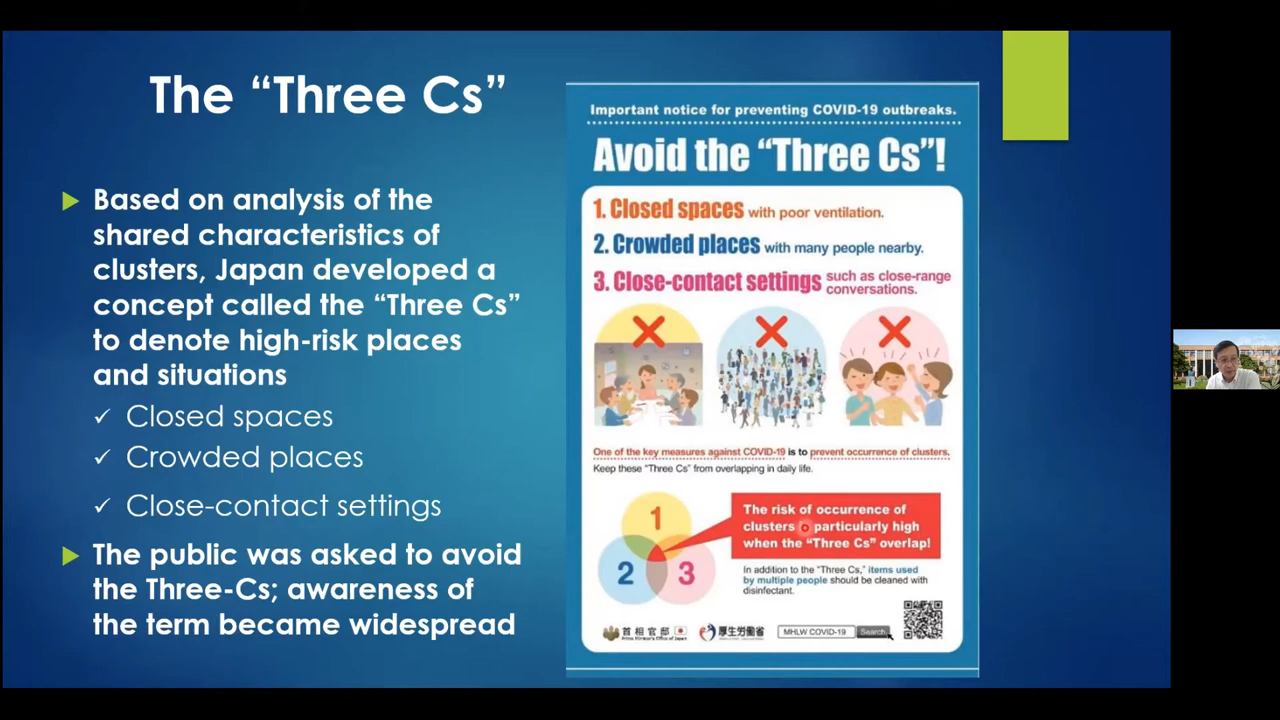 The “Three Cs”
Based on analysis of the
shared characteristics of
clusters, Japan developed a
concept called the “Three Cs”
to denote high-risk places
and situations
Closed spaces
Crowded places
Close-contact settings
The public was asked to avoid
the Three-Cs; awareness of
the term became widespread
Important notice for preventing COVID-19 outbreaks.
Avoid the “Three Cs”!
1. Closed spaces with poor ventilation.
2. Crowded places with many people nearby.
3. Close-contact settings such as close-range
conversations.
One of the key measures against COVID-19 is to prevent occurrence of clusters.
Keep these “Three Cs” from overlapping in daily life.
1
2 3
The risk of occurrence of
clusters particularly high
when the “Three Cs” overlap!
In addition to the “Three Cs,” items used
by multiple people should be cleaned with
disinfectant.
首相官邸
Prime Minister's Office of Japan
厚生労働省
MHLW COVID-19 Search